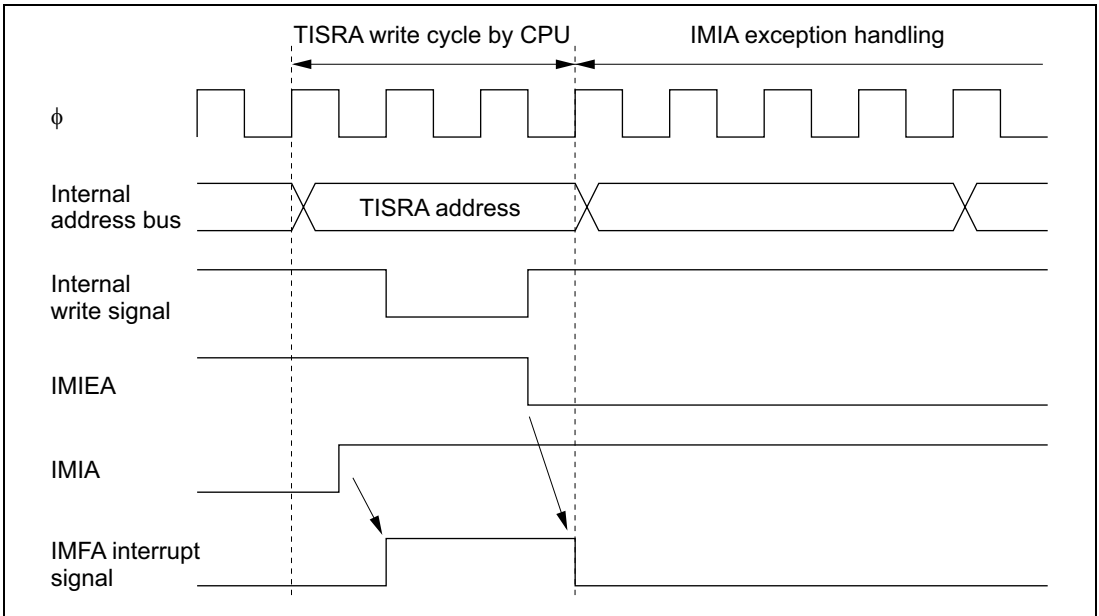 TISRA write cycle by CPU
IMIA exception handling
ϕ
Internal
address bus
TISRA address
Internal
write signal
IMIEA
IMIA
IMFA interrupt
signal